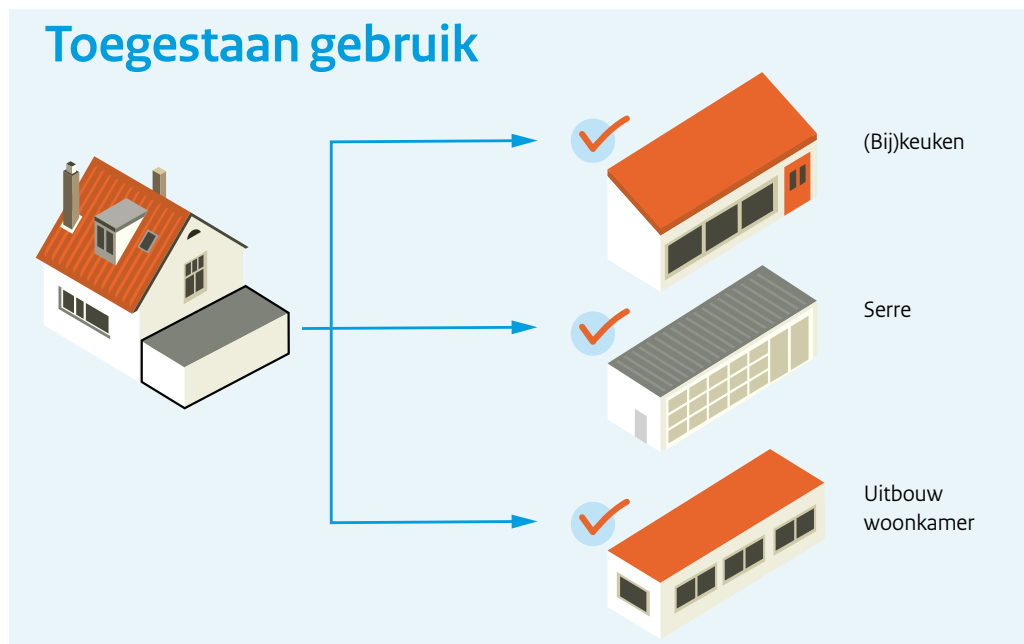 Toegestaan gebruik
(Bij)keuken
Serre
Uitbouw
woonkamer